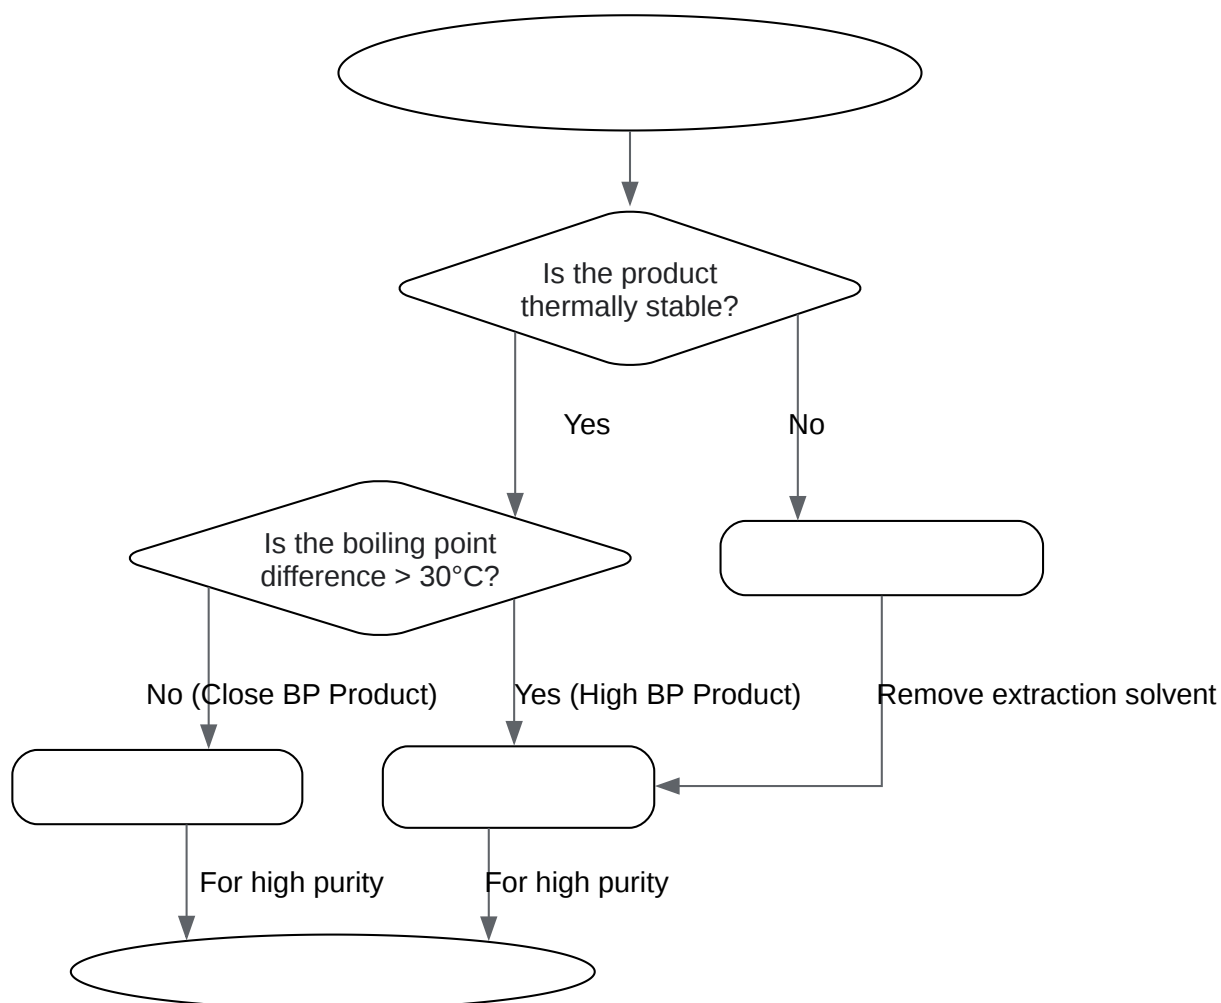 Is the product
thermally stable?
Yes
No
Is the boiling point
difference > 30°C?
No (Close BP Product)
Yes (High BP Product)
Remove extraction solvent
For high purity
For high purity